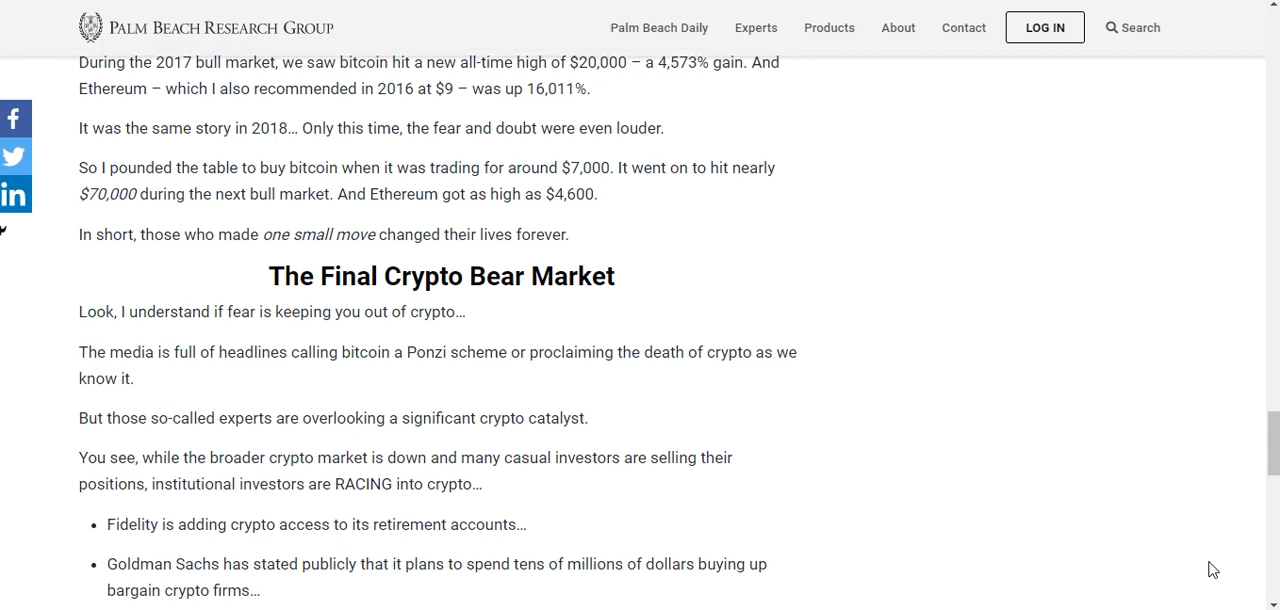 PALM BEACH RESEARCH GROUP
Palm Beach Daily Experts Products About Contact LOG IN Search
During the 2017 bull market, we saw bitcoin hit a new all-time high of $20,000 – a 4,573% gain. And
Ethereum – which I also recommended in 2016 at $9 – was up 16,011%.
It was the same story in 2018… Only this time, the fear and doubt were even louder.
So I pounded the table to buy bitcoin when it was trading for around $7,000. It went on to hit nearly
$70,000 during the next bull market. And Ethereum got as high as $4,600.
In short, those who made one small move changed their lives forever.
The Final Crypto Bear Market
Look, I understand if fear is keeping you out of crypto…
The media is full of headlines calling bitcoin a Ponzi scheme or proclaiming the death of crypto as we
know it.
But those so-called experts are overlooking a significant crypto catalyst.
You see, while the broader crypto market is down and many casual investors are selling their
positions, institutional investors are RACING into crypto…
• Fidelity is adding crypto access to its retirement accounts…
• Goldman Sachs has stated publicly that it plans to spend tens of millions of dollars buying up
bargain crypto firms…